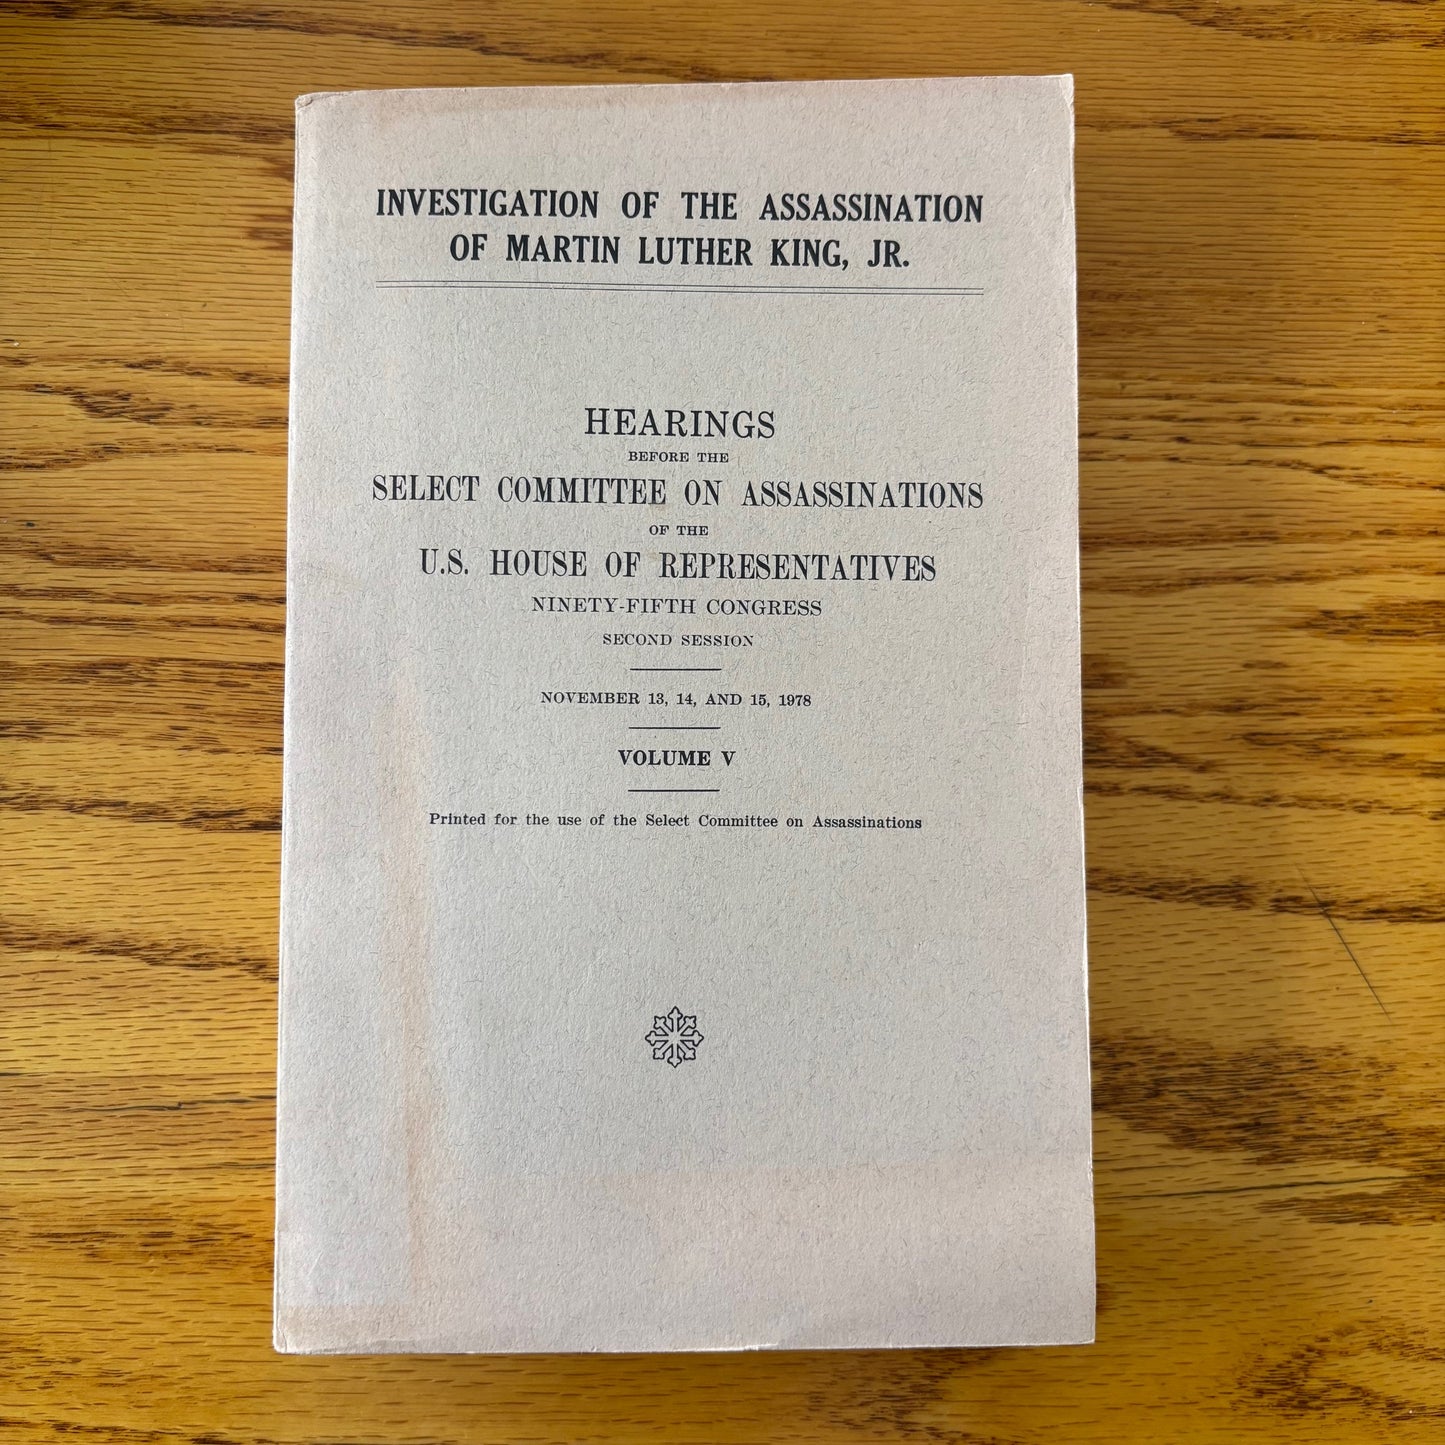 INVESTIGATION OF THE ASSASSINATION
OF MARTIN LUTHER KING, JR.
HEARINGS
BEFORE THE
SELECT COMMITTEE ON ASSASSINATIONS
OF THE
U.S. HOUSE OF REPRESENTATIVES
NINETY-FIFTH CONGRESS
SECOND SESSION
NOVEMBER 13, 14, AND 15, 1978
VOLUME V
Printed for the use of the Select Committee on Assassinations